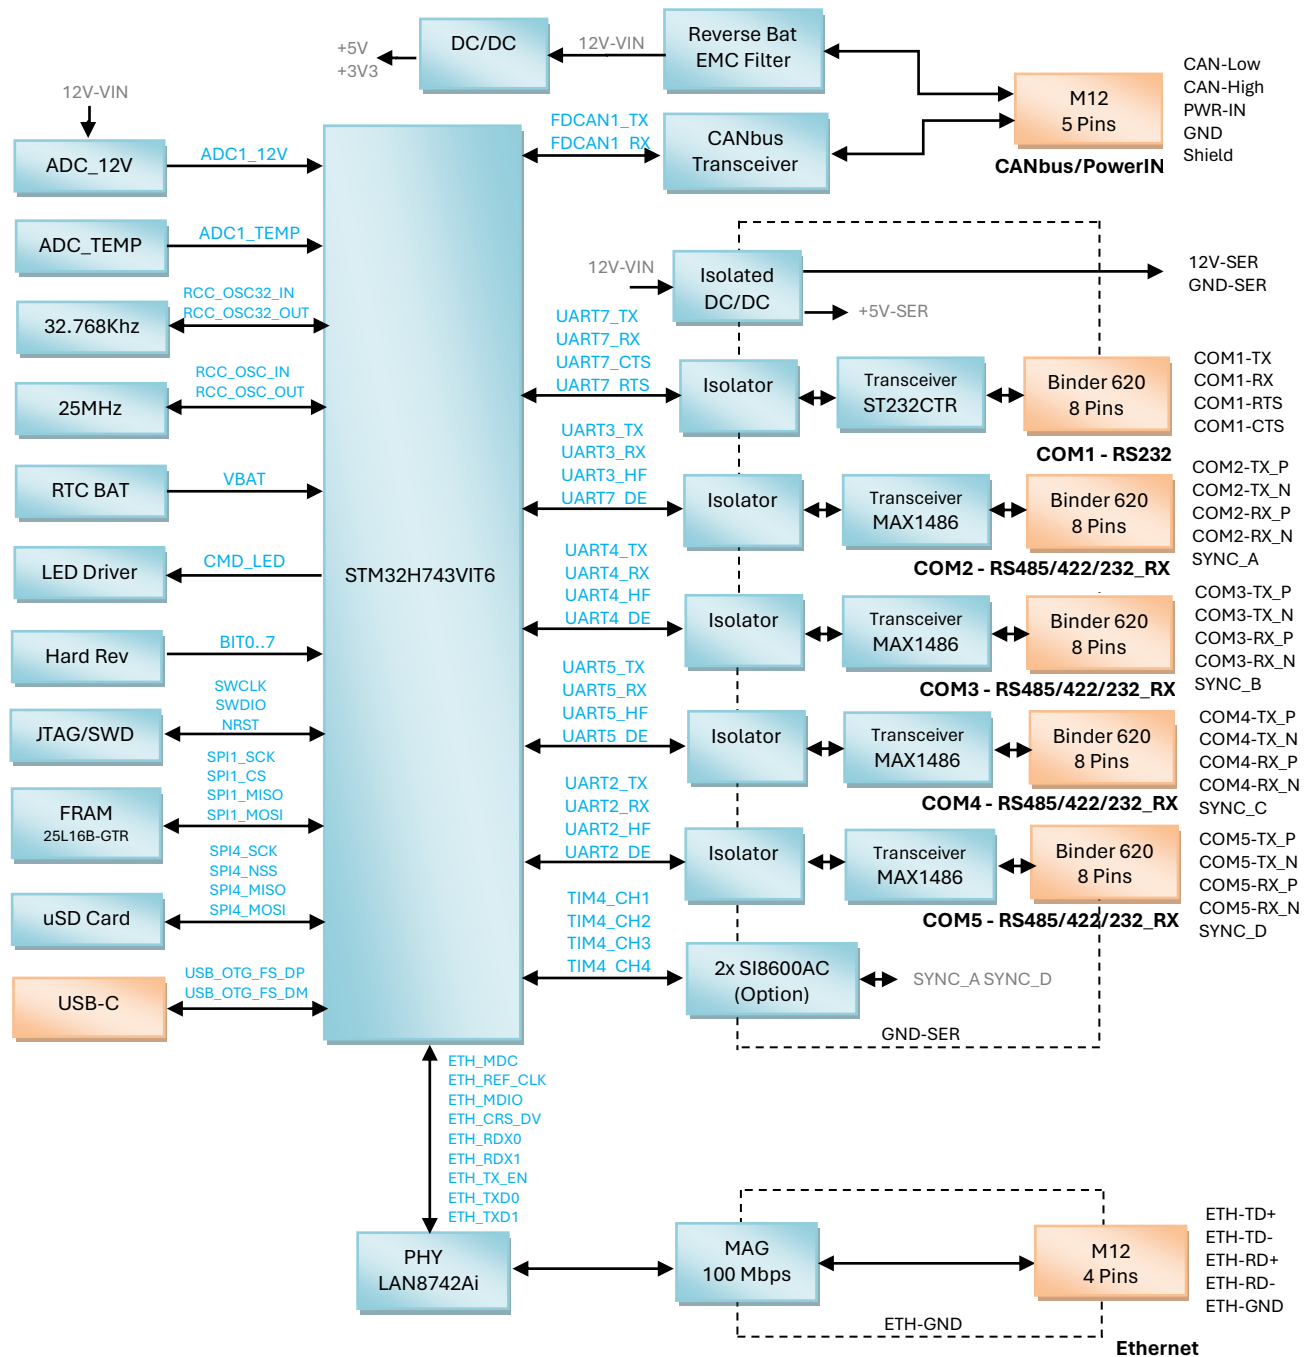 DC/DC
+5V
+3V3
12V-VIN
Reverse Bat
EMC Filter
M12
5 Pins
CANbus/PowerIN
CAN-Low
CAN-High
PWR-IN
GND
Shield
FDCAN1_TX
FDCAN1_RX
CANbus
Transceiver
12V-VIN
ADC_12V
ADC1_12V
ADC_TEMP
ADC1_TEMP
32.768Khz
RCC_OSC32_IN
RCC_OSC32_OUT
25MHz
RCC_OSC_IN
RCC_OSC_OUT
RTC BAT
VBAT
LED Driver
CMD_LED
Hard Rev
BIT0..7
JTAG/SWD
SWCLK
SWDIO
NRST
FRAM
25L16B-GTR
SPI1_SCK
SPI1_CS
SPI1_MISO
SPI1_MOSI
uSD Card
SPI4_SCK
SPI4_NSS
SPI4_MISO
SPI4_MOSI
USB-C
USB_OTG_FS_DP
USB_OTG_FS_DM
STM32H743VIT6
12V-VIN
Isolated
DC/DC
+5V-SER
12V-SER
GND-SER
UART7_TX
UART7_RX
UART7_CTS
UART7_RTS
Isolator
Transceiver
ST232CTR
Binder 620
8 Pins
COM1 - RS232
COM1-TX
COM1-RX
COM1-RTS
COM1-CTS
UART3_TX
UART3_RX
UART3_HF
UART7_DE
Isolator
Transceiver
MAX1486
Binder 620
8 Pins
COM2 - RS485/422/232_RX
COM2-TX_P
COM2-TX_N
COM2-RX_P
COM2-RX_N
SYNC_A
UART4_TX
UART4_RX
UART4_HF
UART4_DE
Isolator
Transceiver
MAX1486
Binder 620
8 Pins
COM3 - RS485/422/232_RX
COM3-TX_P
COM3-TX_N
COM3-RX_P
COM3-RX_N
SYNC_B
UART5_TX
UART5_RX
UART5_HF
UART5_DE
Isolator
Transceiver
MAX1486
Binder 620
8 Pins
COM4 - RS485/422/232_RX
COM4-TX_P
COM4-TX_N
COM4-RX_P
COM4-RX_N
SYNC_C
UART2_TX
UART2_RX
UART2_HF
UART2_DE
Isolator
Transceiver
MAX1486
Binder 620
8 Pins
COM5 - RS485/422/232_RX
COM5-TX_P
COM5-TX_N
COM5-RX_P
COM5-RX_N
SYNC_D
TIM4_CH1
TIM4_CH2
TIM4_CH3
TIM4_CH4
2x SI8600AC
(Option)
SYNC_A SYNC_D
GND-SER
ETH_MDC
ETH_REF_CLK
ETH_MDIO
ETH_CRS_DV
ETH_RDX0
ETH_RDX1
ETH_TX_EN
ETH_TXD0
ETH_TXD1
PHY
LAN8742Ai
MAG
100 Mbps
M12
4 Pins
ETH-GND
Ethernet
ETH-TD+
ETH-TD-
ETH-RD+
ETH-RD-
ETH-GND